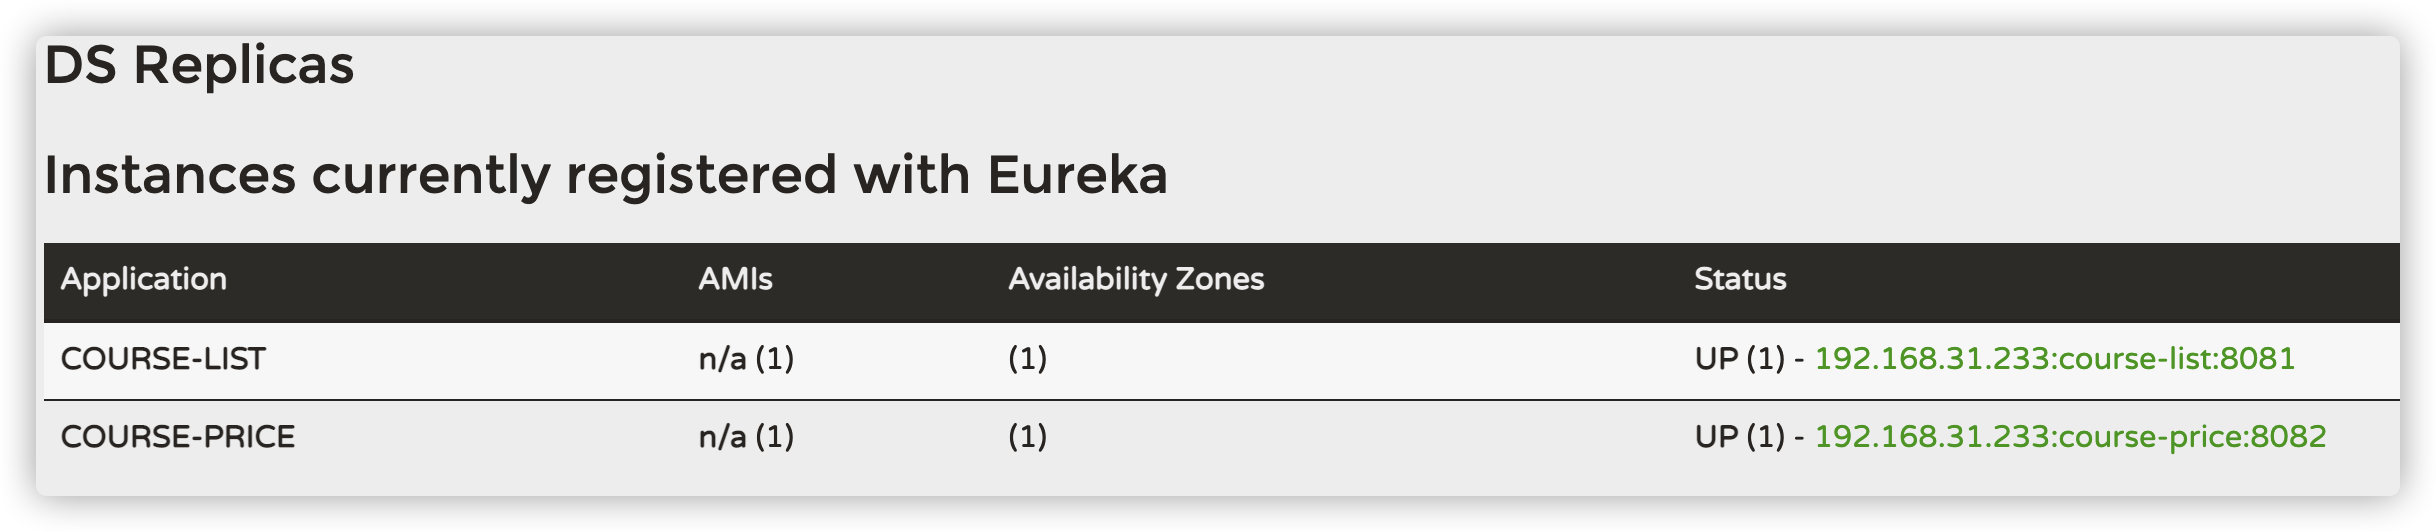 DS Replicas
Instances currently registered with Eureka
Application AMIs Availability Zones Status
COURSE-LIST n/a (1) (1) UP (1) - 192.168.31.233:course-list:8081
COURSE-PRICE n/a (1) (1) UP (1) - 192.168.31.233:course-price:8082